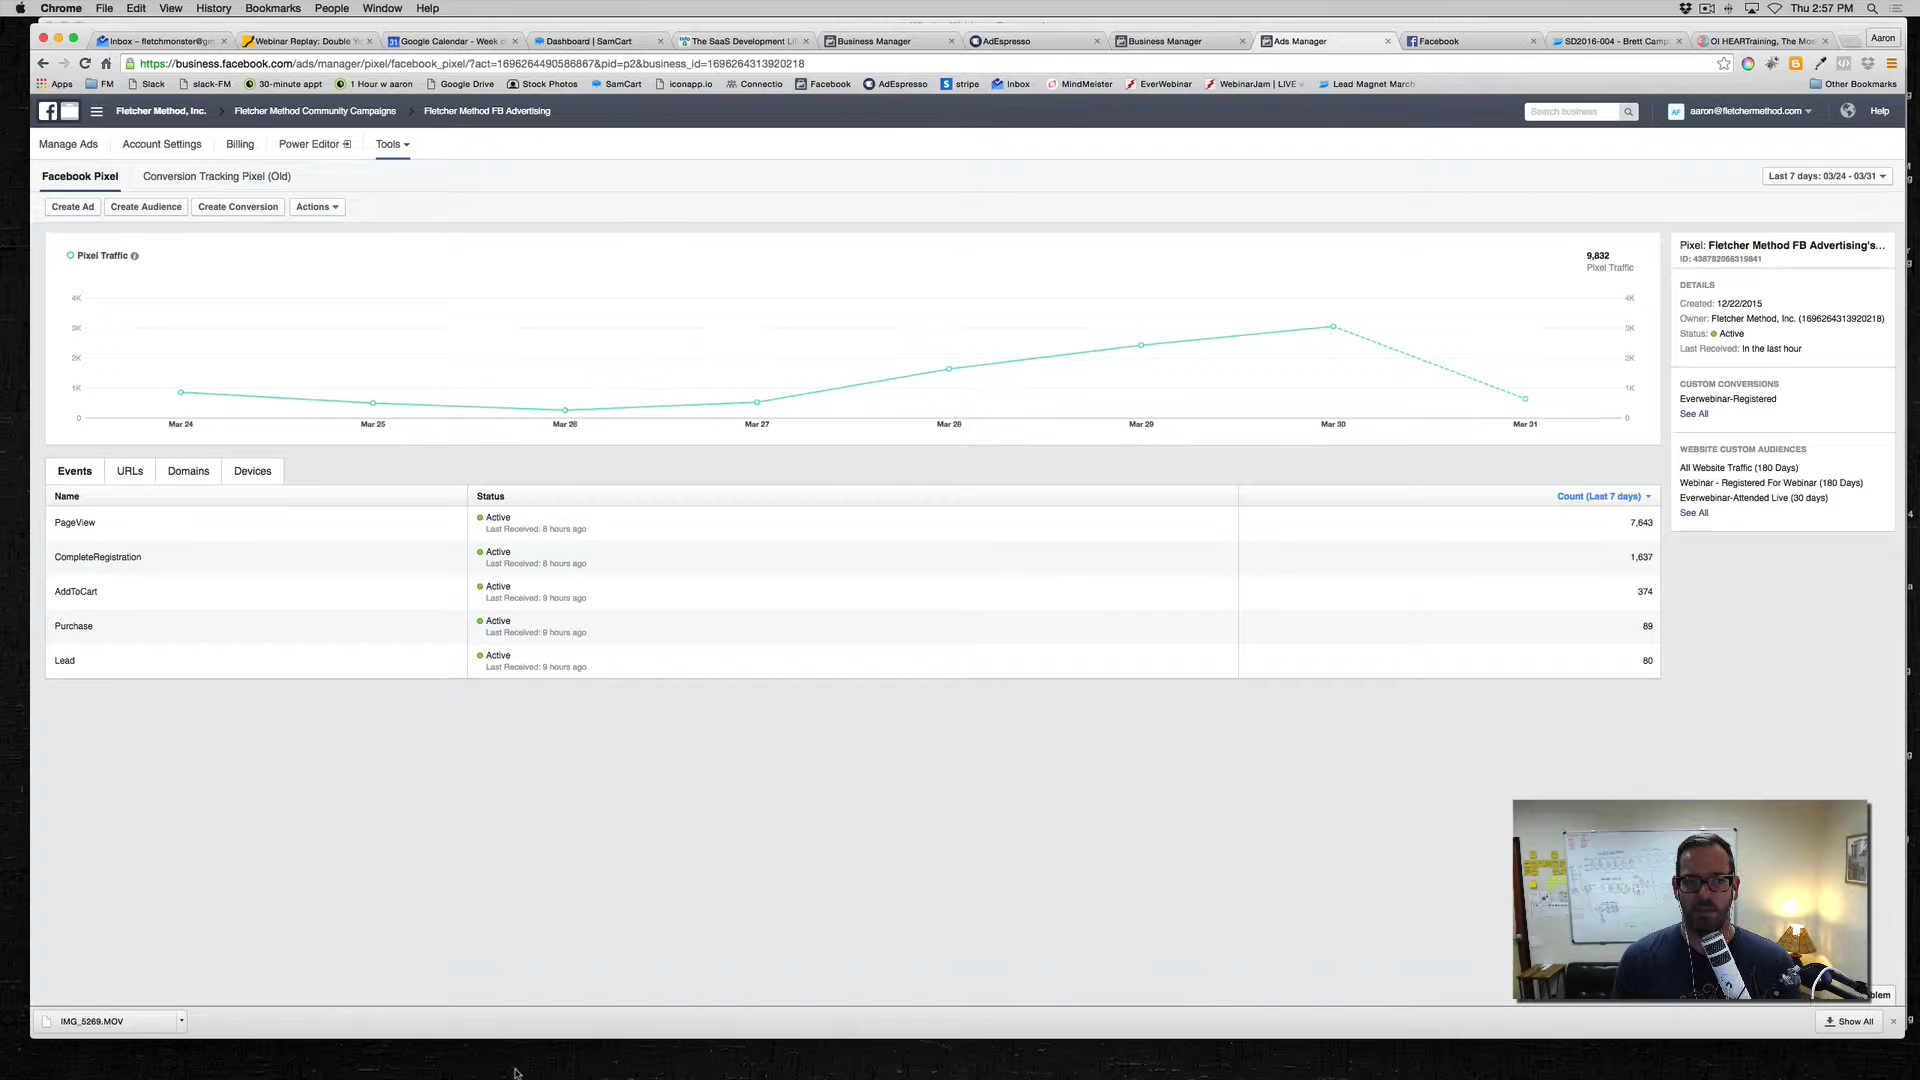 Chrome File Edit View History Bookmarks People Window Help Thu 2:57 PM
Inbox – fletchmonster@gm Webinar Replay: Double Y Google Calendar - Week o Dashboard | SamCart The SaaS Development Li Business Manager AdEspresso Business Manager Ads Manager Facebook SD2016-004 - Brett Camp OI HEARTraining, The Mos Aaron
https://business.facebook.com/ads/manager/pixel/facebook_pixel/?act=1696264490586867&pid=p2&business_id=1696264313920218
Apps FM Slack slack-FM 30-minute appt 1 Hour w aaron Google Drive Stock Photos SamCart iconapp.io Connectio Facebook AdEspresso stripe Inbox MindMeister EverWebinar WebinarJam | LIVE Lead Magnet March Other Bookmarks
Fletcher Method, Inc. Fletcher Method Community Campaigns Fletcher Method FB Advertising Search business aaron@fletchermethod.com Help
Manage Ads Account Settings Billing Power Editor Tools
Facebook Pixel Conversion Tracking Pixel (Old) Last 7 days: 03/24 - 03/31
Create Ad Create Audience Create Conversion Actions
Pixel Traffic
9,832
Pixel Traffic
4K 4K
3K 3K
2K 2K
1K 1K
0 0
Mar 24 Mar 25 Mar 26 Mar 27 Mar 28 Mar 29 Mar 30 Mar 31
Pixel: Fletcher Method FB Advertising's...
ID: 438782066319841
DETAILS
Created: 12/22/2015
Owner: Fletcher Method, Inc. (1696264313920218)
Status: Active
Last Received: In the last hour
CUSTOM CONVERSIONS
Everwebinar-Registered
See All
WEBSITE CUSTOM AUDIENCES
All Website Traffic (180 Days)
Webinar - Registered For Webinar (180 Days)
Everwebinar-Attended Live (30 days)
See All
Events URLs Domains Devices
Name Status Count (Last 7 days)
PageView Active 7,643
Last Received: 8 hours ago
CompleteRegistration Active 1,637
Last Received: 8 hours ago
AddToCart Active 374
Last Received: 9 hours ago
Purchase Active 89
Last Received: 9 hours ago
Lead Active 80
Last Received: 9 hours ago
blem
IMG_5269.MOV Show All